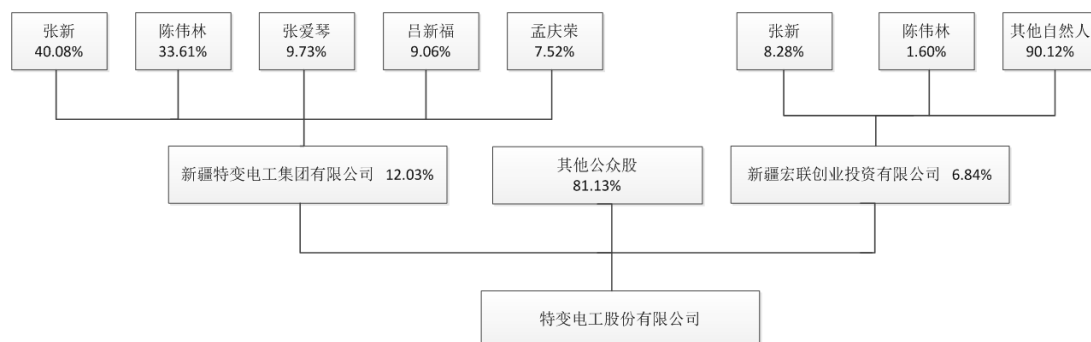 张新
40.08%
陈伟林
33.61%
张爱琴
9.73%
吕新福
9.06%
孟庆荣
7.52%
张新
8.28%
陈伟林
1.60%
其他自然人
90.12%
新疆特变电工集团有限公司 12.03%
其他公众股
81.13%
新疆宏联创业投资有限公司 6.84%
特变电工股份有限公司